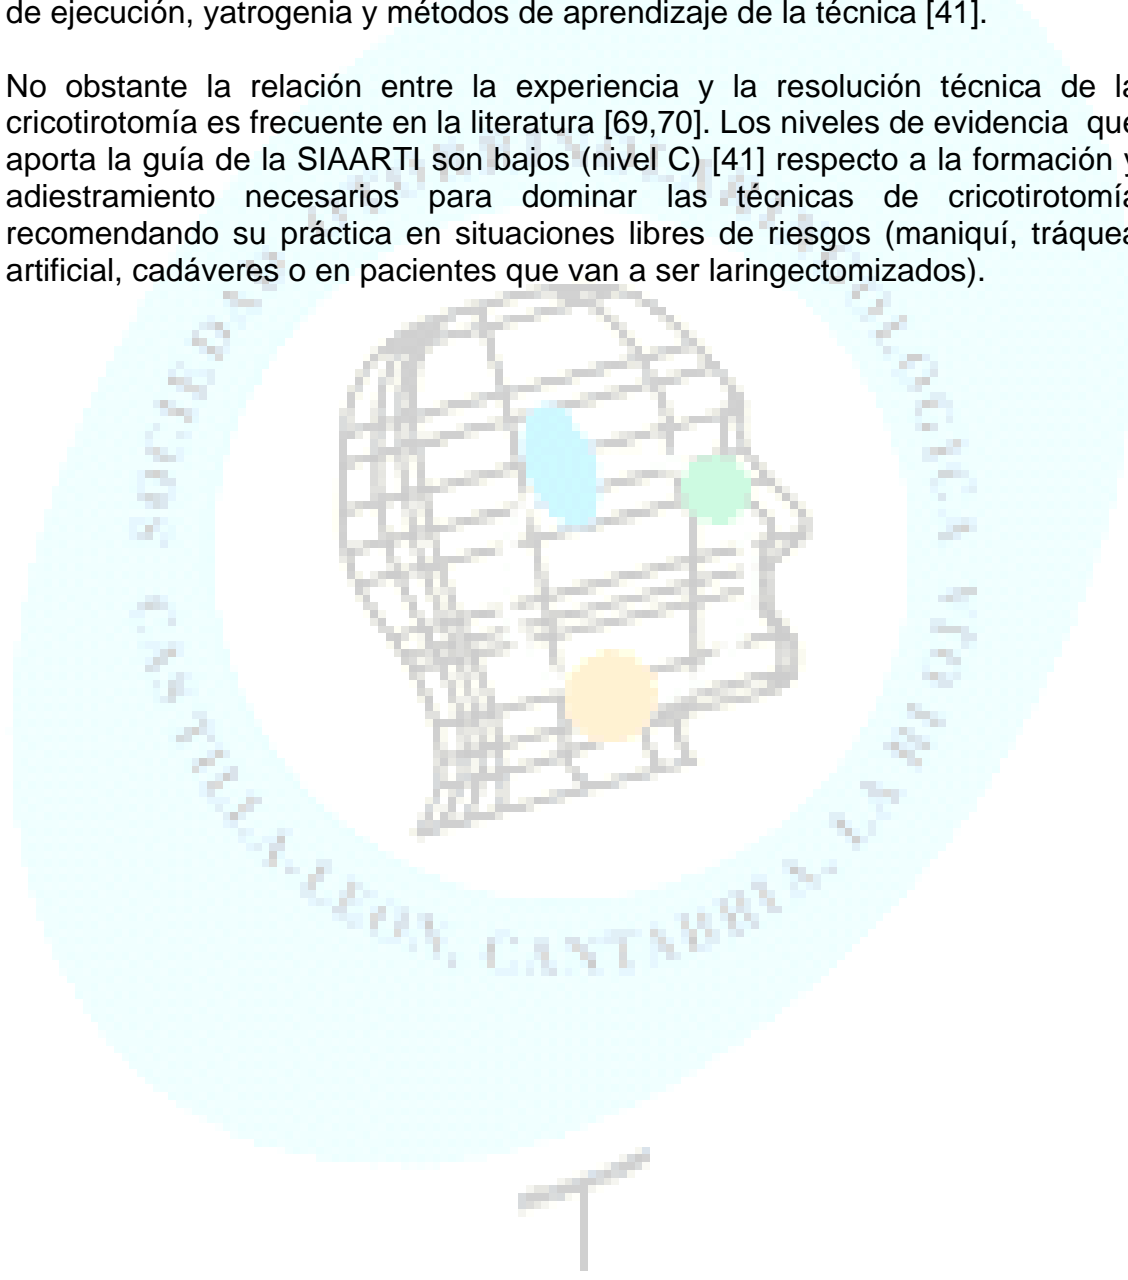 de ejecución, yatrogenia y métodos de aprendizaje de la técnica [41].
No obstante la relación entre la experiencia y la resolución técnica de la
cricotirotomía es frecuente en la literatura [69,70]. Los niveles de evidencia que
aporta la guía de la SIAARTI son bajos (nivel C) [41] respecto a la formación y
adiestramiento necesarios para dominar las técnicas de cricotirotomía
recomendando su práctica en situaciones libres de riesgos (maniquí, tráquea
artificial, cadáveres o en pacientes que van a ser laringectomizados).
SOCIEDAD OTORRINOLARINGOLOGICA
CASTILLA-LEON, CANTABRIA, LA RIOJA